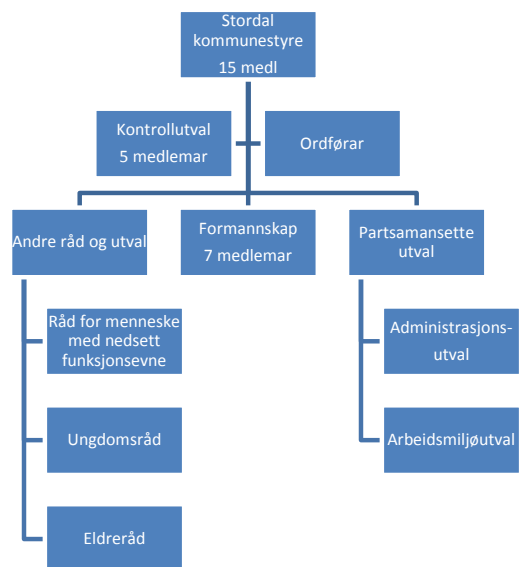 Stordal
kommunestyre
15 medl
Kontrollutval
5 medlemar
Ordførar
Andre råd og utval
Formannskap
7 medlemar
Partsamansette
utval
Råd for menneske
med nedsett
funksjonsevne
Ungdomsråd
Eldreråd
Administrasjons-
utval
Arbeidsmiljøutval